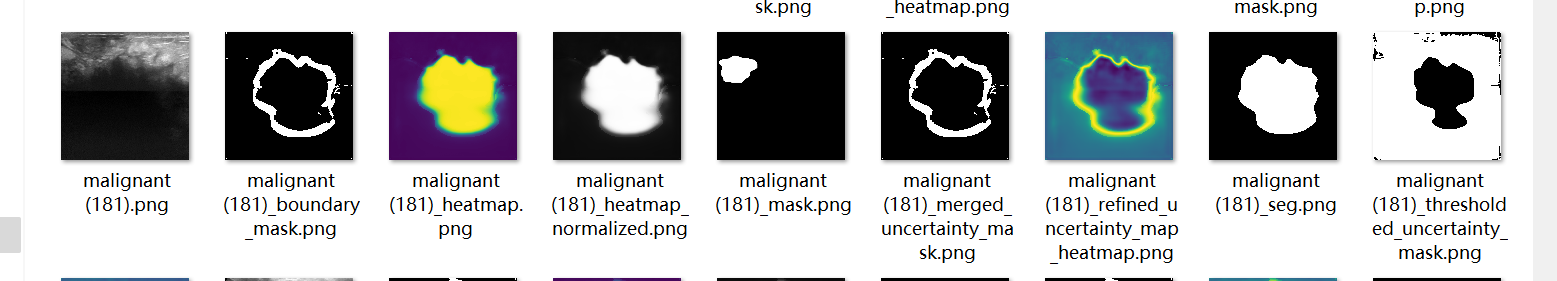 sk.png
_heatmap.png
mask.png
p.png
malignant
(181).png
malignant
(181)_boundary
_mask.png
malignant
(181)_heatmap.
png
malignant
(181)_heatmap_
normalized.png
malignant
(181)_mask.png
malignant
(181)_merged_
uncertainty_ma
sk.png
malignant
(181)_refined_u
ncertainty_map
_heatmap.png
malignant
(181)_seg.png
malignant
(181)_threshold
ed_uncertainty_
mask.png